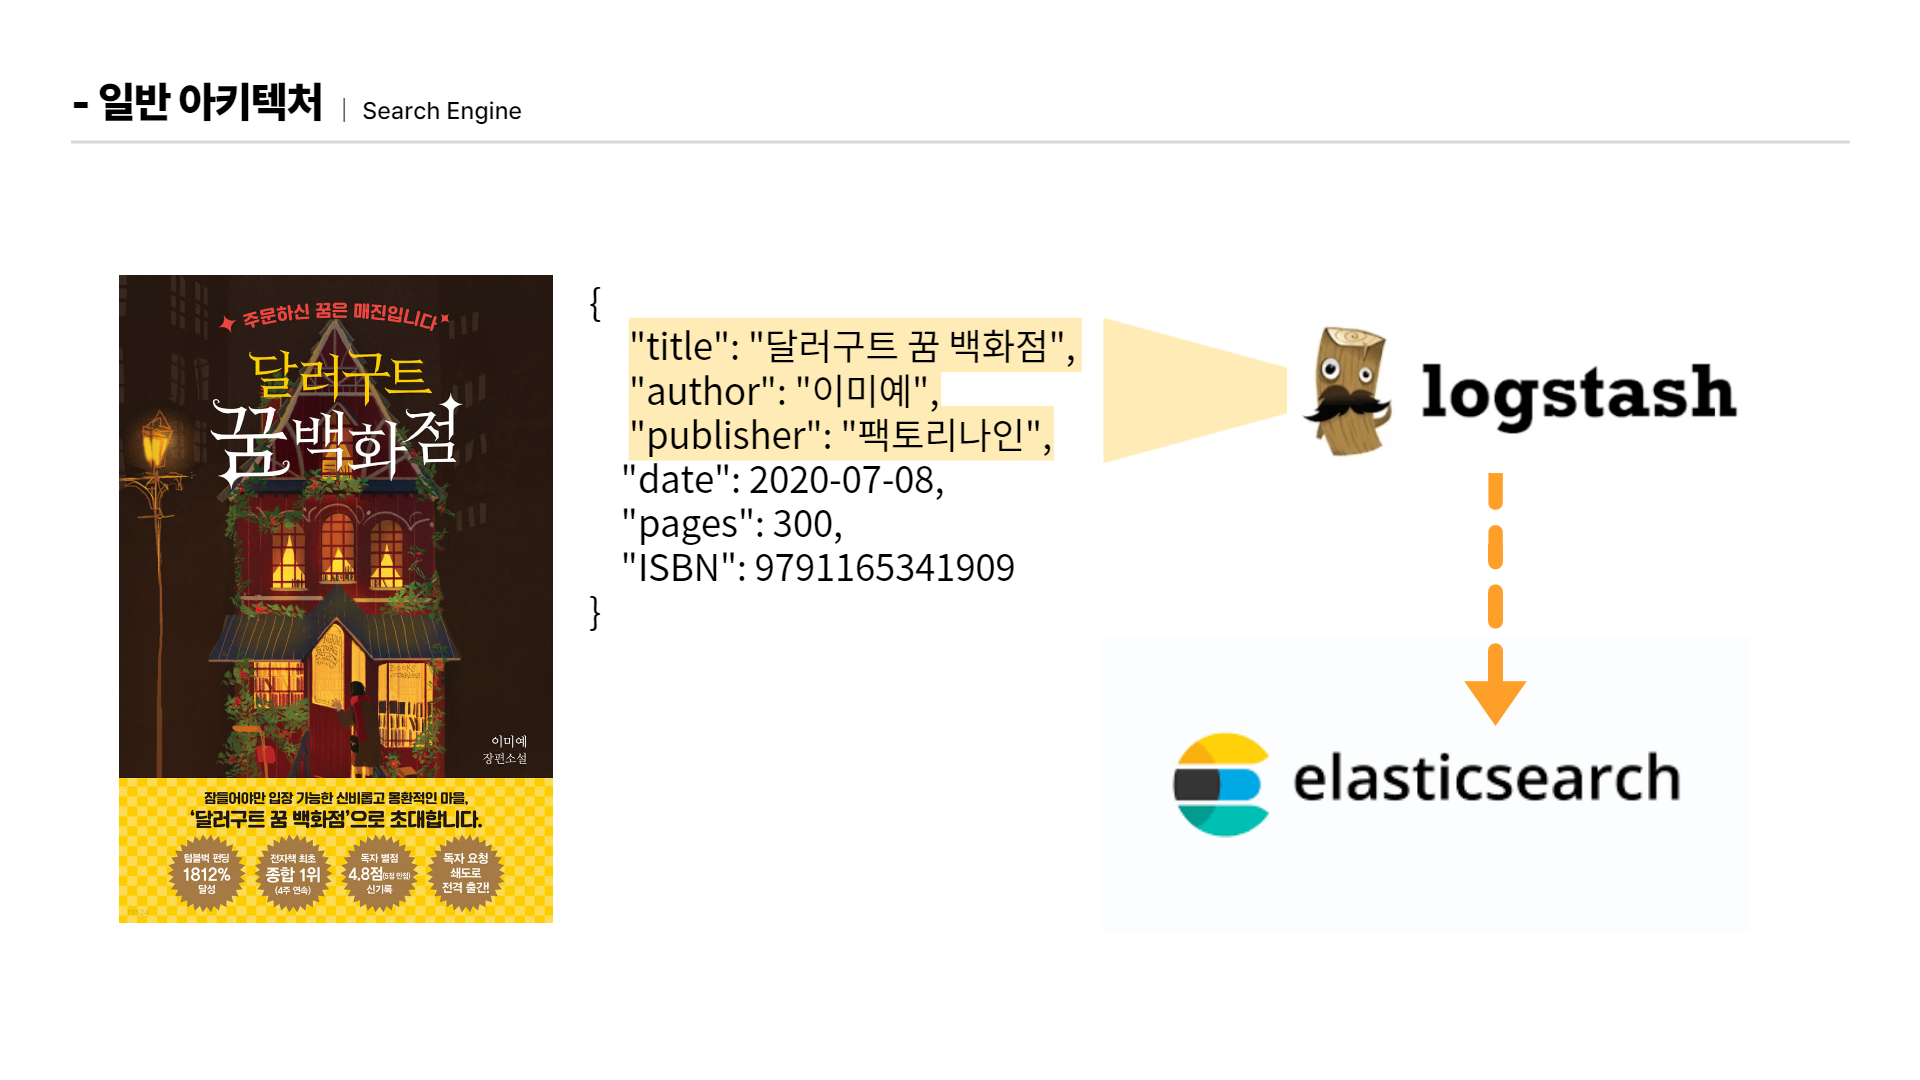 - 일반 아키텍처 | Search Engine
✦ 주문하신 꿈은 매진입니다 ✦
달러구트
꿈 백화점
이미예
장편소설
잠들어야만 입장 가능한 신비롭고 몽환적인 마을,
‘달러구트 꿈 백화점’으로 초대합니다.
텀블벅 펀딩
1812%
달성
전자책 최초
종합 1위
(4주 연속)
독자 별점
4.8점(5점 만점)
신기록
독자 요청
쇄도로
전격 출간!
{
"title": "달러구트 꿈 백화점",
"author": "이미예",
"publisher": "팩토리나인",
"date": 2020-07-08,
"pages": 300,
"ISBN": 9791165341909
}
logstash
elasticsearch